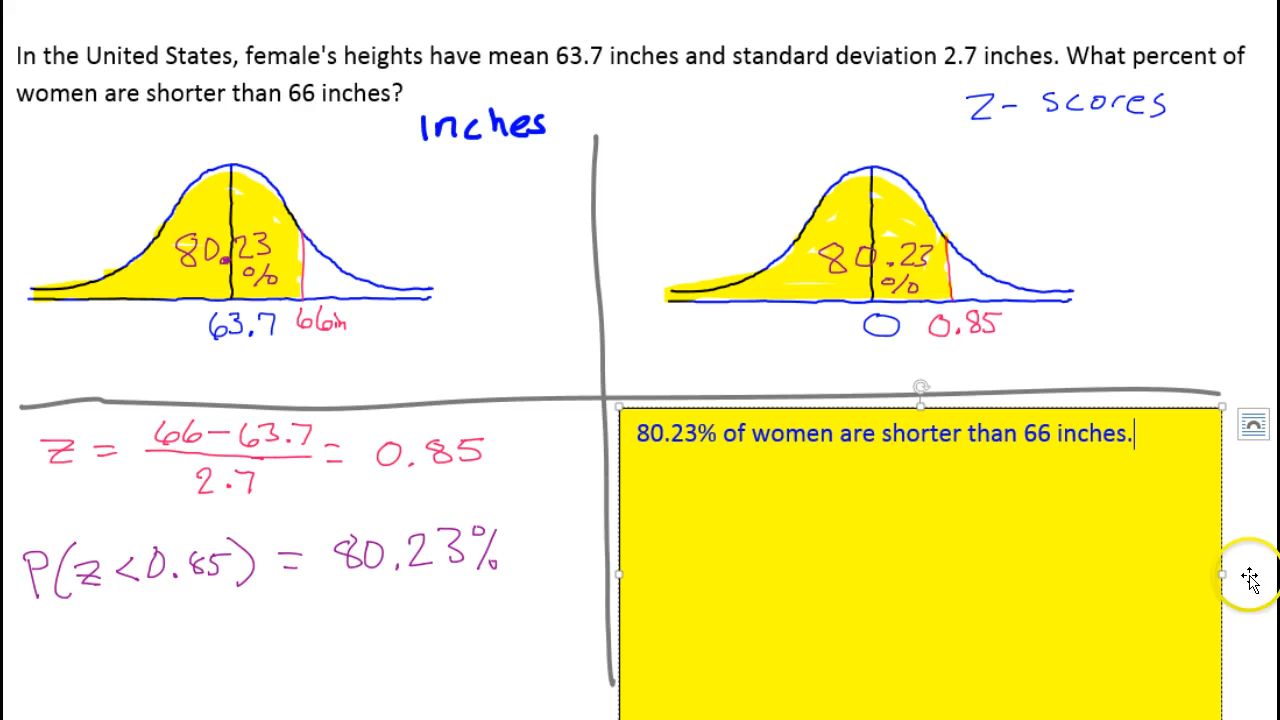 In the United States, female's heights have mean 63.7 inches and standard deviation 2.7 inches. What percent of
women are shorter than 66 inches?
Inches
Z- scores
80.23
%
63.7 66in
80.23
%
0 0.85
z = 66-63.7 / 2.7 = 0.85
P(z<0.85) = 80.23%
80.23% of women are shorter than 66 inches.